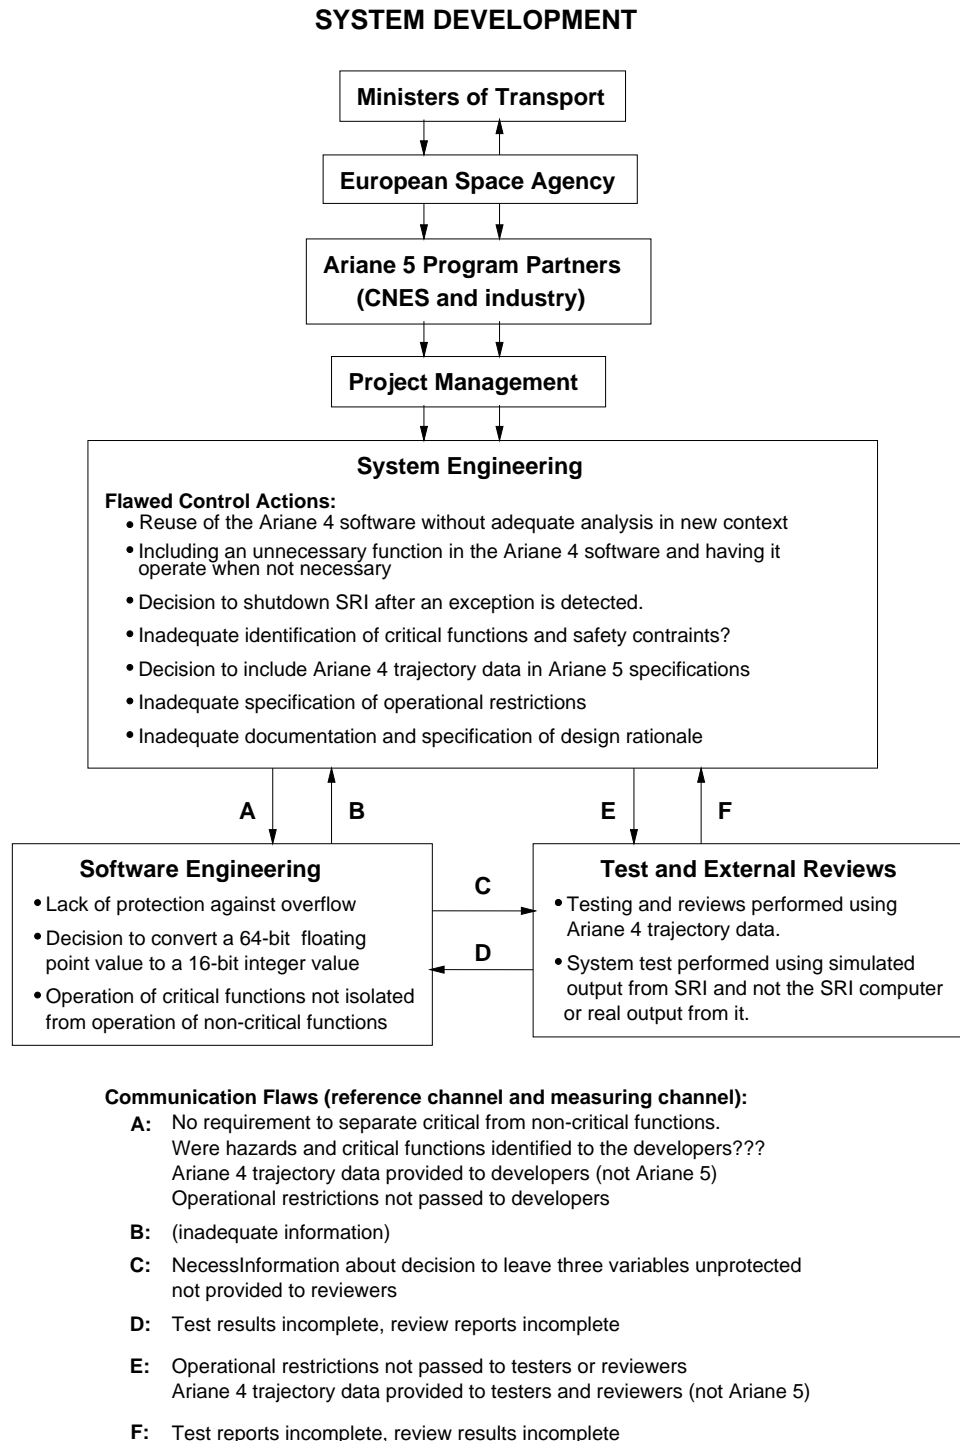 SYSTEM DEVELOPMENT
Ministers of Transport
European Space Agency
Ariane 5 Program Partners
(CNES and industry)
Project Management
System Engineering
Flawed Control Actions:
• Reuse of the Ariane 4 software without adequate analysis in new context
• Including an unnecessary function in the Ariane 4 software and having it
operate when not necessary
• Decision to shutdown SRI after an exception is detected.
• Inadequate identification of critical functions and safety contraints?
• Decision to include Ariane 4 trajectory data in Ariane 5 specifications
• Inadequate specification of operational restrictions
• Inadequate documentation and specification of design rationale
A
B
E
F
Software Engineering
• Lack of protection against overflow
• Decision to convert a 64-bit floating
point value to a 16-bit integer value
• Operation of critical functions not isolated
from operation of non-critical functions
C
D
Test and External Reviews
• Testing and reviews performed using
Ariane 4 trajectory data.
• System test performed using simulated
output from SRI and not the SRI computer
or real output from it.
Communication Flaws (reference channel and measuring channel):
A: No requirement to separate critical from non-critical functions.
Were hazards and critical functions identified to the developers???
Ariane 4 trajectory data provided to developers (not Ariane 5)
Operational restrictions not passed to developers
B: (inadequate information)
C: NecessInformation about decision to leave three variables unprotected
not provided to reviewers
D: Test results incomplete, review reports incomplete
E: Operational restrictions not passed to testers or reviewers
Ariane 4 trajectory data provided to testers and reviewers (not Ariane 5)
F: Test reports incomplete, review results incomplete